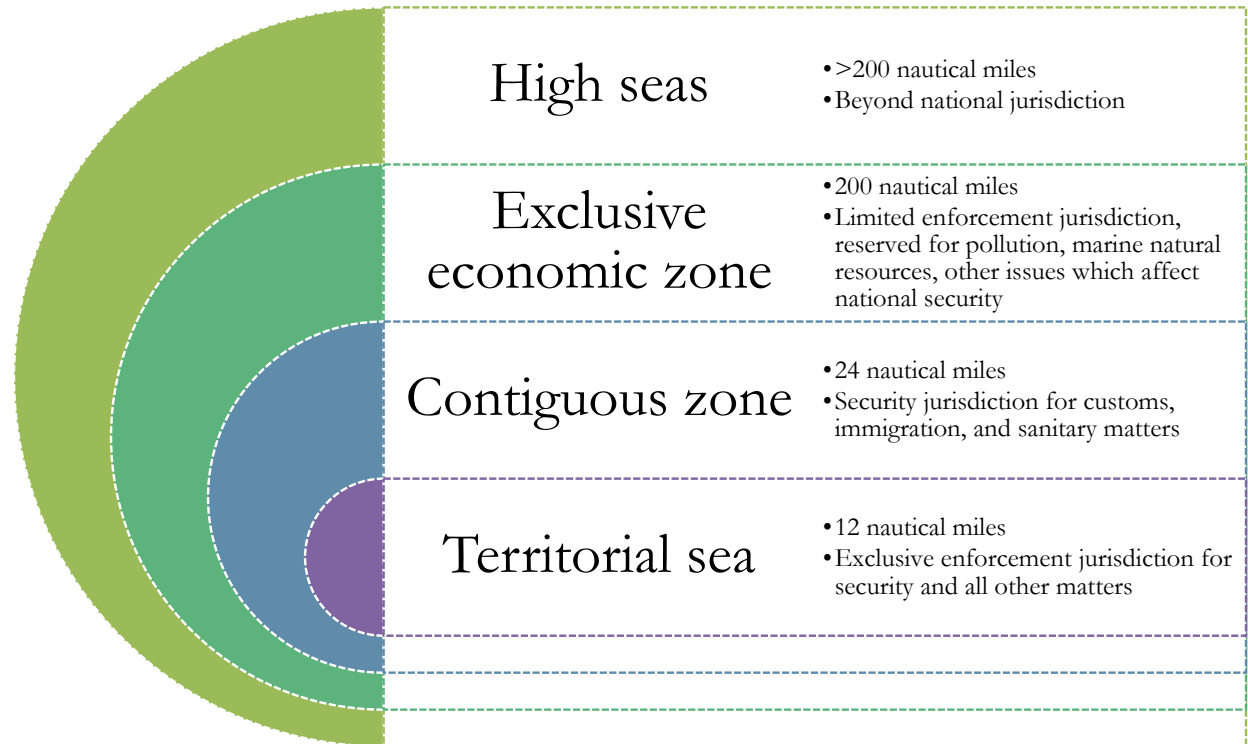 High seas
•>200 nautical miles
•Beyond national jurisdiction
Exclusive
economic zone
•200 nautical miles
•Limited enforcement jurisdiction,
reserved for pollution, marine natural
resources, other issues which affect
national security
Contiguous zone
•24 nautical miles
•Security jurisdiction for customs,
immigration, and sanitary matters
Territorial sea
•12 nautical miles
•Exclusive enforcement jurisdiction for
security and all other matters